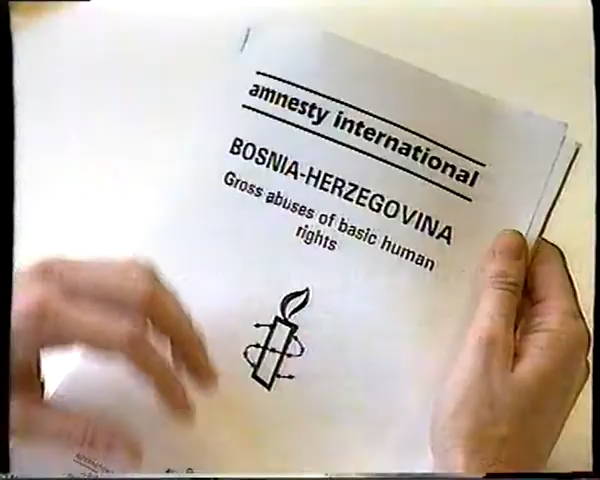 amnesty international
BOSNIA-HERZEGOVINA
Gross abuses of basic human
rights